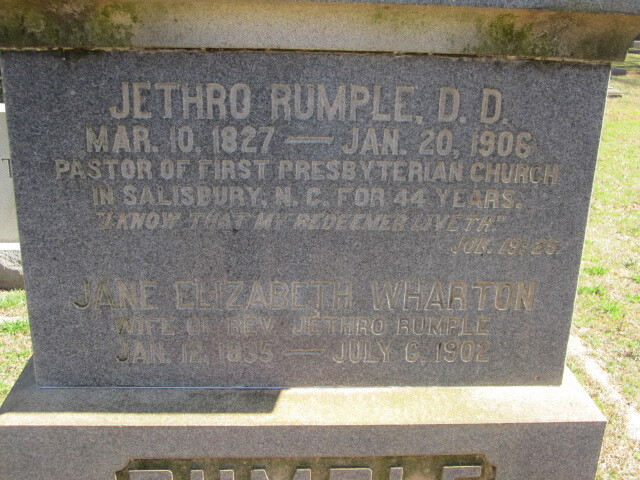 JETHRO RUMPLE, D. D.
MAR. 10, 1827 — JAN. 20, 1906
PASTOR OF FIRST PRESBYTERIAN CHURCH
IN SALISBURY, N. C. FOR 44 YEARS.
"I KNOW THAT MY REDEEMER LIVETH"
JOB. 19:25.
JANE ELIZABETH WHARTON
WIFE OF REV. JETHRO RUMPLE
JAN. 12, 1835 — JULY 6, 1902
RUMPLE